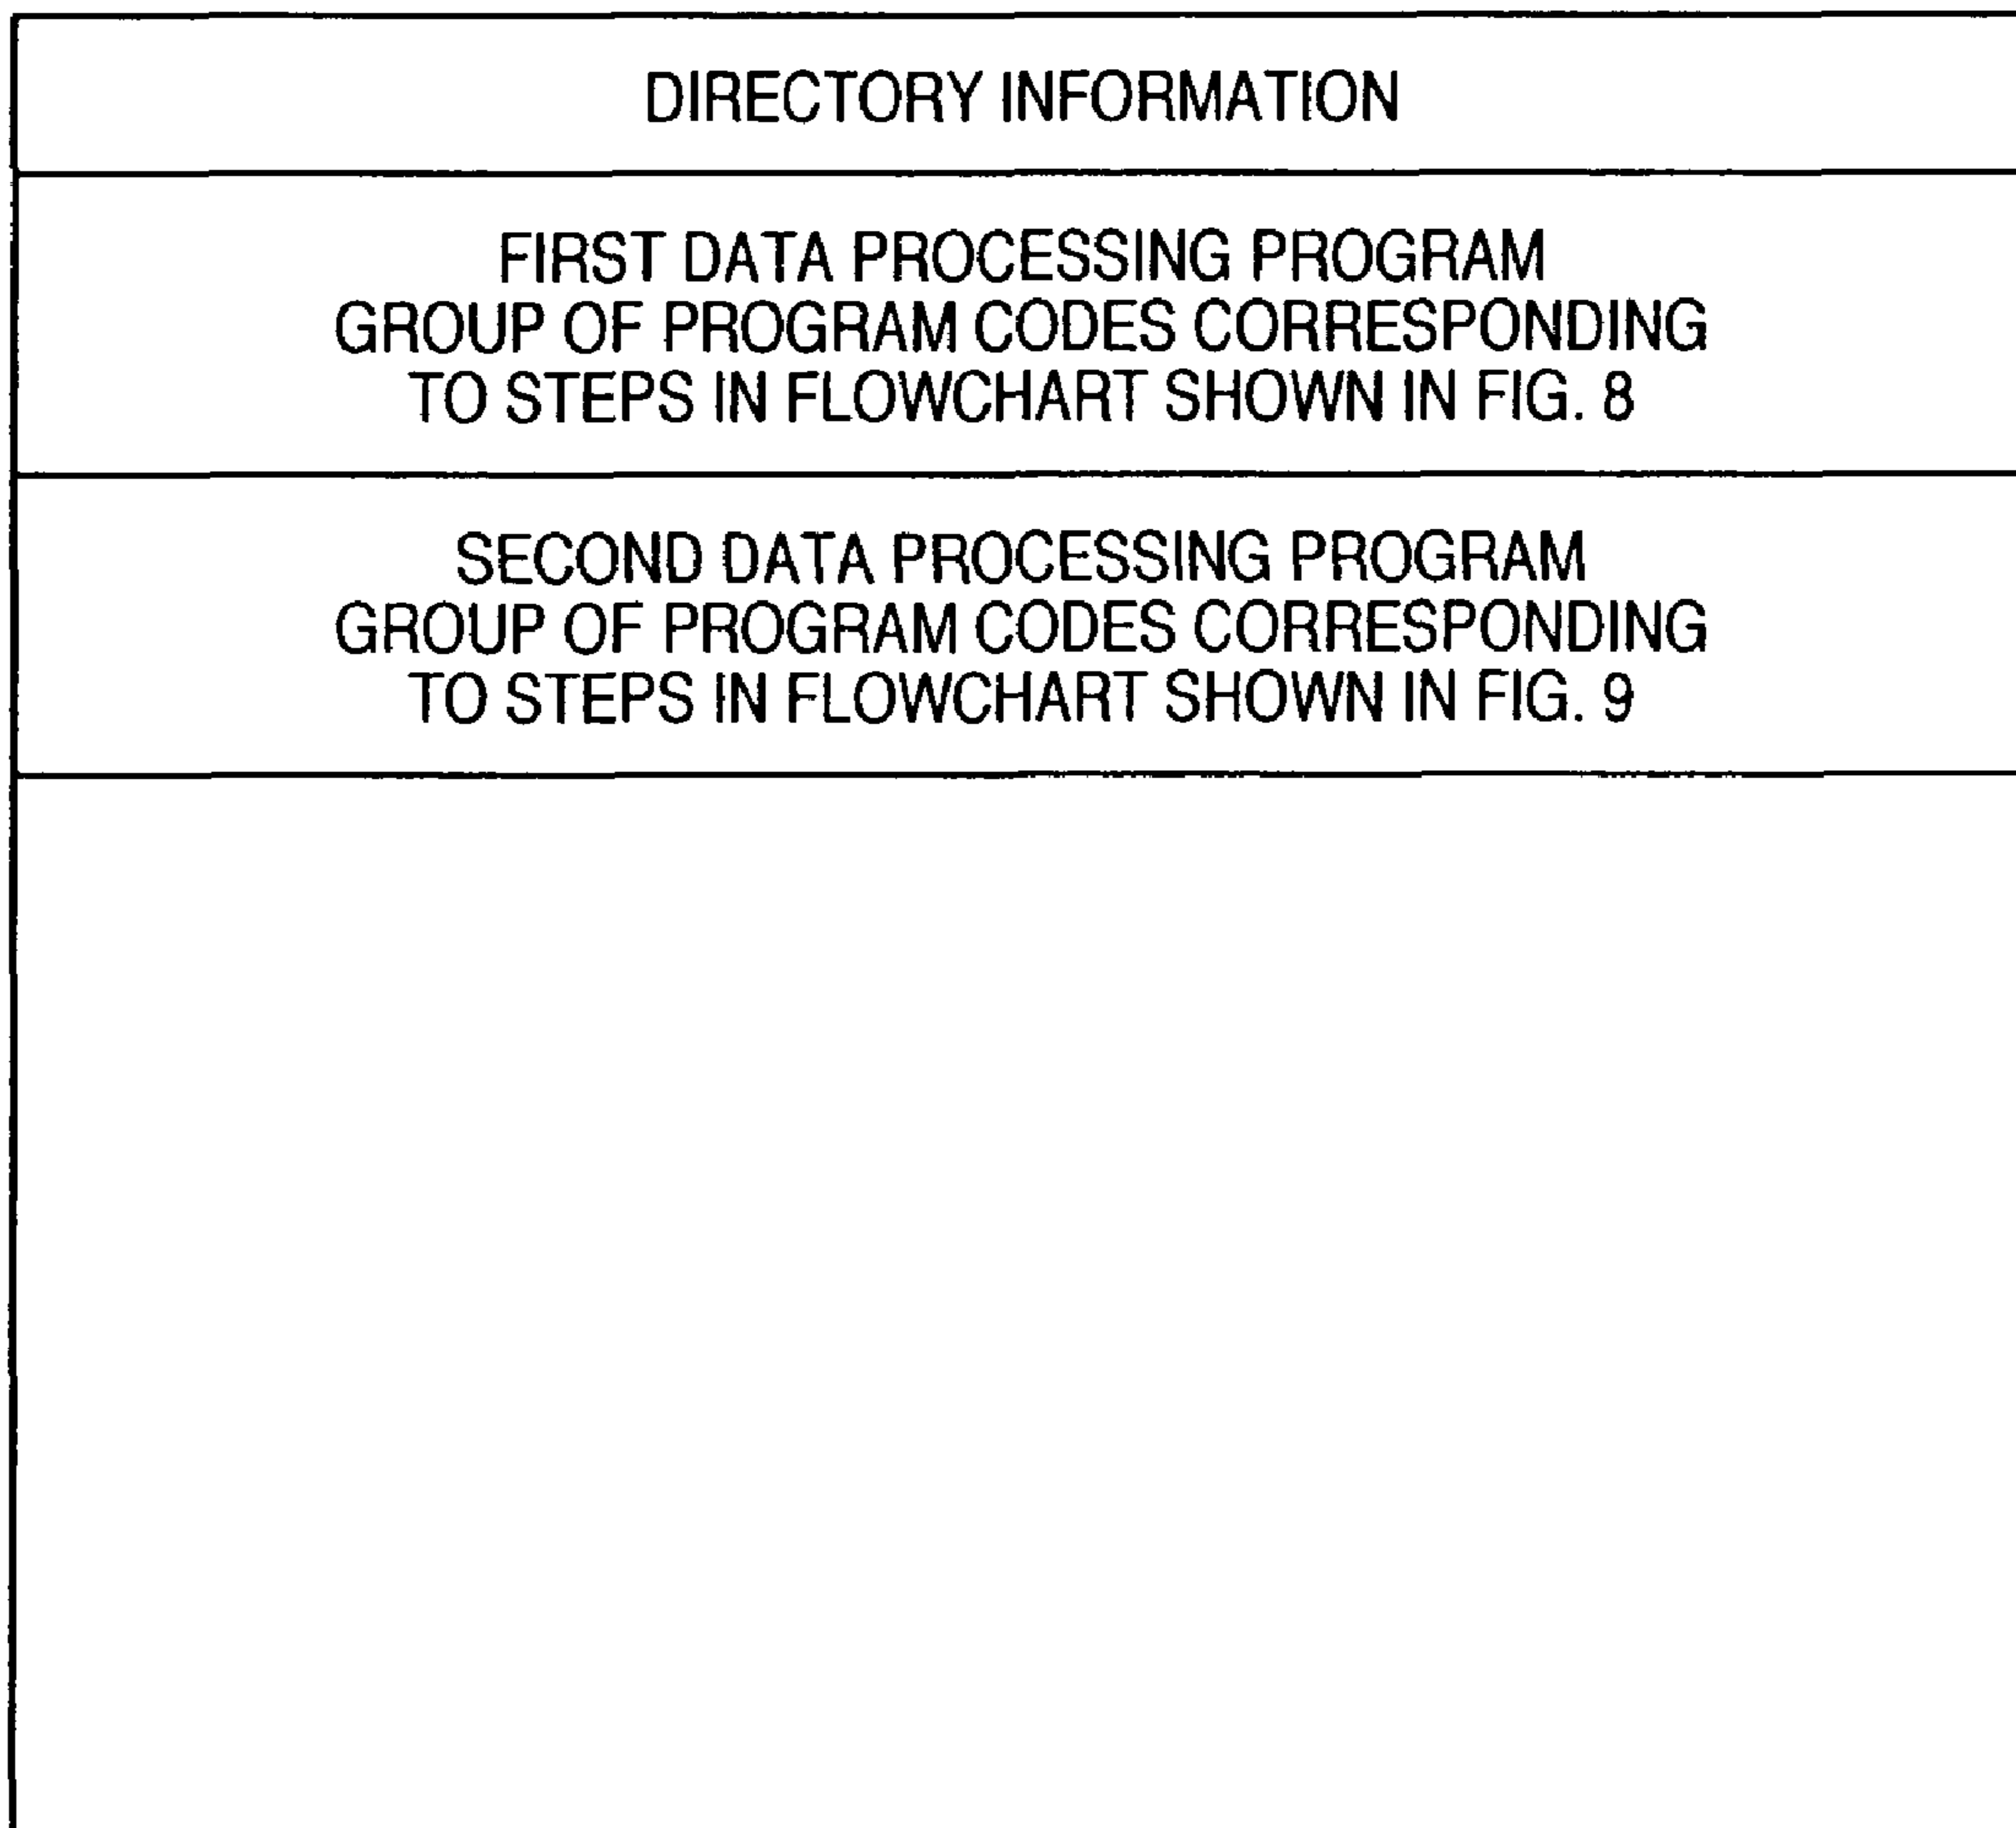 DIRECTORY INFORMATION
FIRST DATA PROCESSING PROGRAM
GROUP OF PROGRAM CODES CORRESPONDING
TO STEPS IN FLOWCHART SHOWN IN FIG. 8
SECOND DATA PROCESSING PROGRAM
GROUP OF PROGRAM CODES CORRESPONDING
TO STEPS IN FLOWCHART SHOWN IN FIG. 9